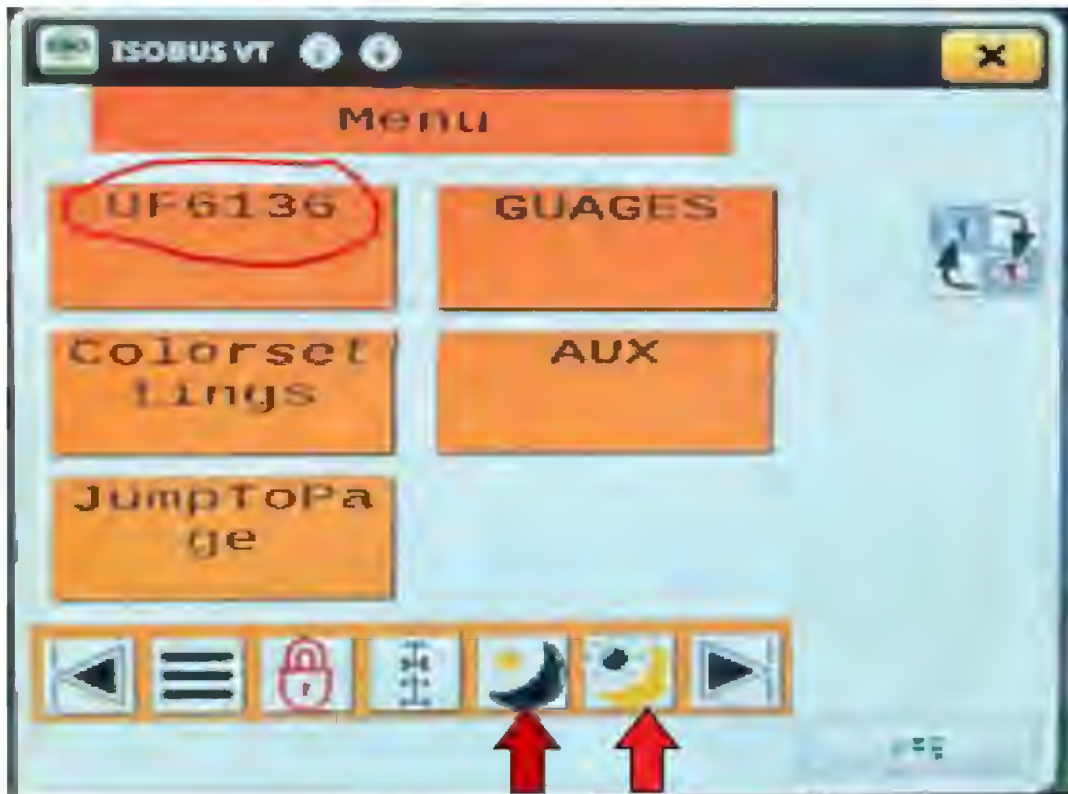 ISOBUS VT
Menu
UF6136
GUAGES
Colorset
tings
AUX
JumpToPa
ge